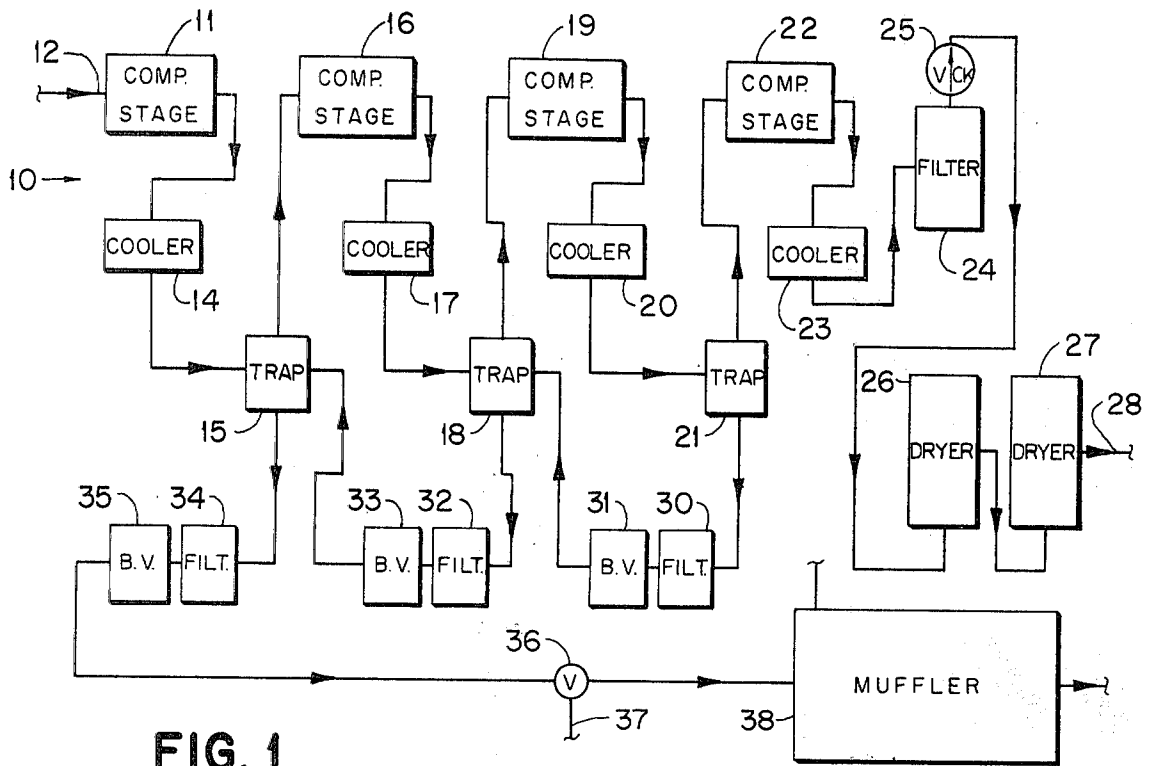 11
16
19
22
25
12
COMP.
STAGE
COMP.
STAGE
COMP.
STAGE
COMP.
STAGE
V CK
10
FILTER
COOLER
COOLER
COOLER
COOLER
24
14
17
20
23
TRAP
TRAP
TRAP
26
27
28
15
18
21
DRYER
DRYER
35
34
33
32
31
30
B.V.
FILT.
B.V.
FILT.
B.V.
FILT.
36
V
37
MUFFLER
38
FIG. 1